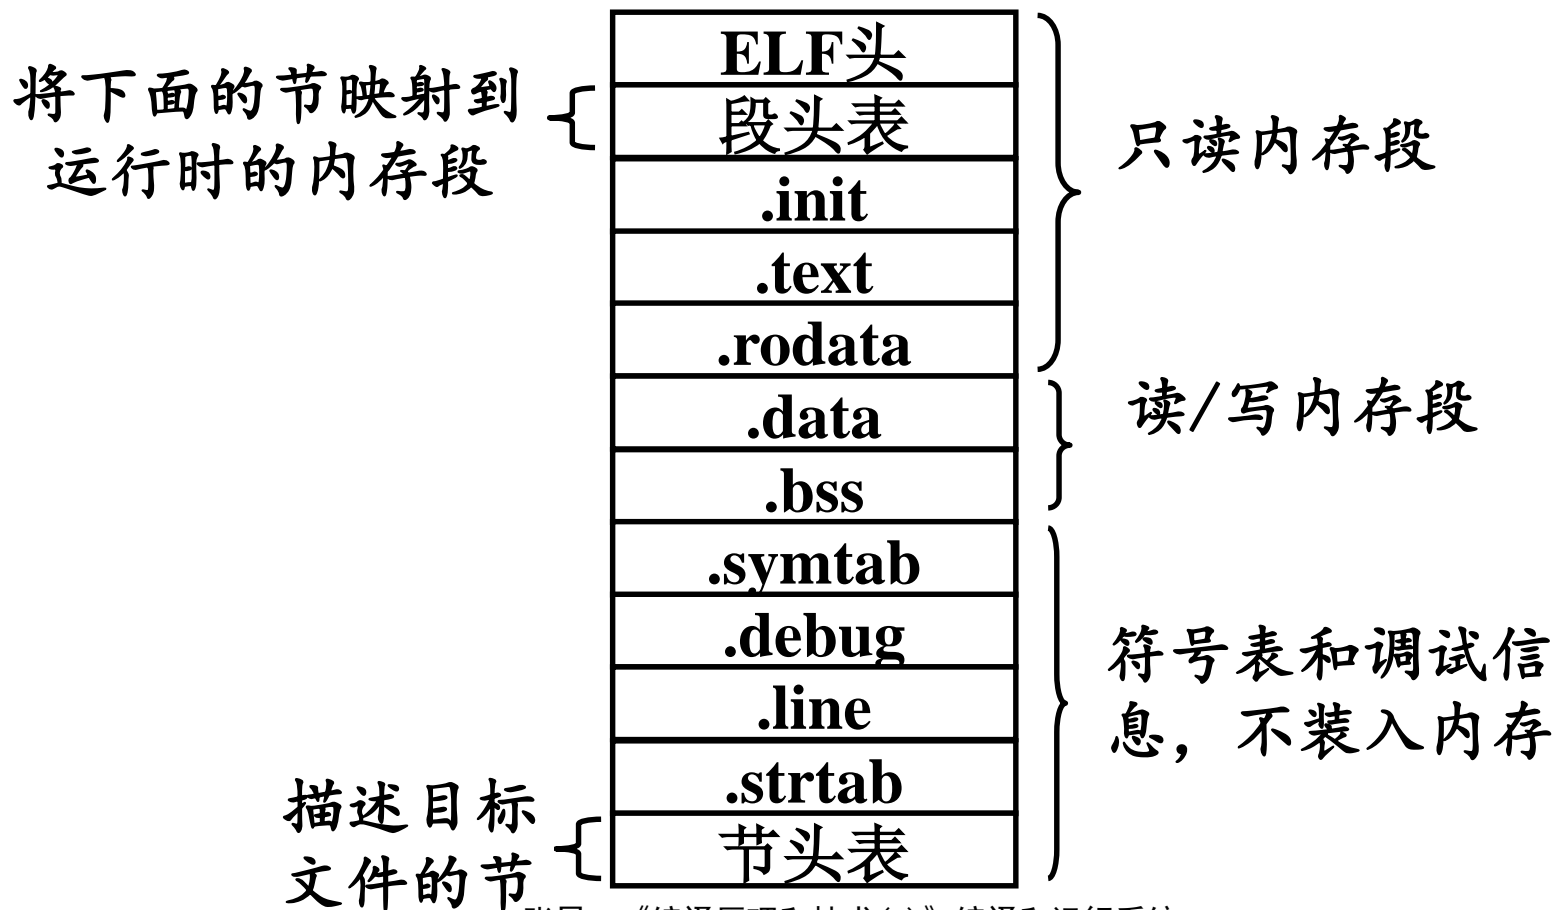 ELF头
将下面的节映射到
运行时的内存段
段头表
只读内存段
.init
.text
.rodata
.data
读/写内存段
.bss
.symtab
.debug
符号表和调试信
息，不装入内存
.line
.strtab
描述目标
文件的节
节头表